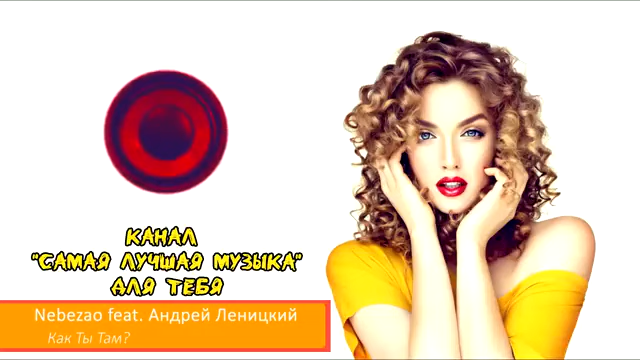 КАНАЛ
"САМАЯ ЛУЧШАЯ МУЗЫКА"
ДЛЯ ТЕБЯ
Nebezao feat. Андрей Леницкий
Как Ты Там?